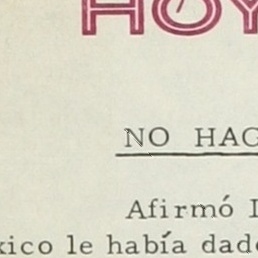 HOY
NO HAG
Afirmó
xico le había dad